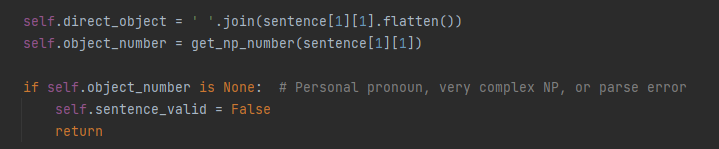 self.direct_object = ' '.join(sentence[1][1].flatten())
self.object_number = get_np_number(sentence[1][1])
if self.object_number is None:  # Personal pronoun, very complex NP, or parse error
    self.sentence_valid = False
    return